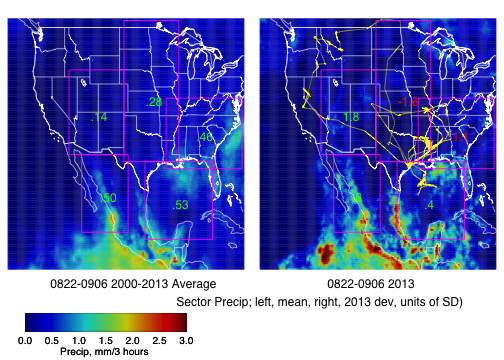 .28
-1.6
.14
1.8
.46
1.1
.50
.53
.4
0822-0906 2000-2013 Average
0822-0906 2013
Sector Precip; left, mean, right, 2013 dev, units of SD)
0.0 0.5 1.0 1.5 2.0 2.5 3.0
Precip, mm/3 hours